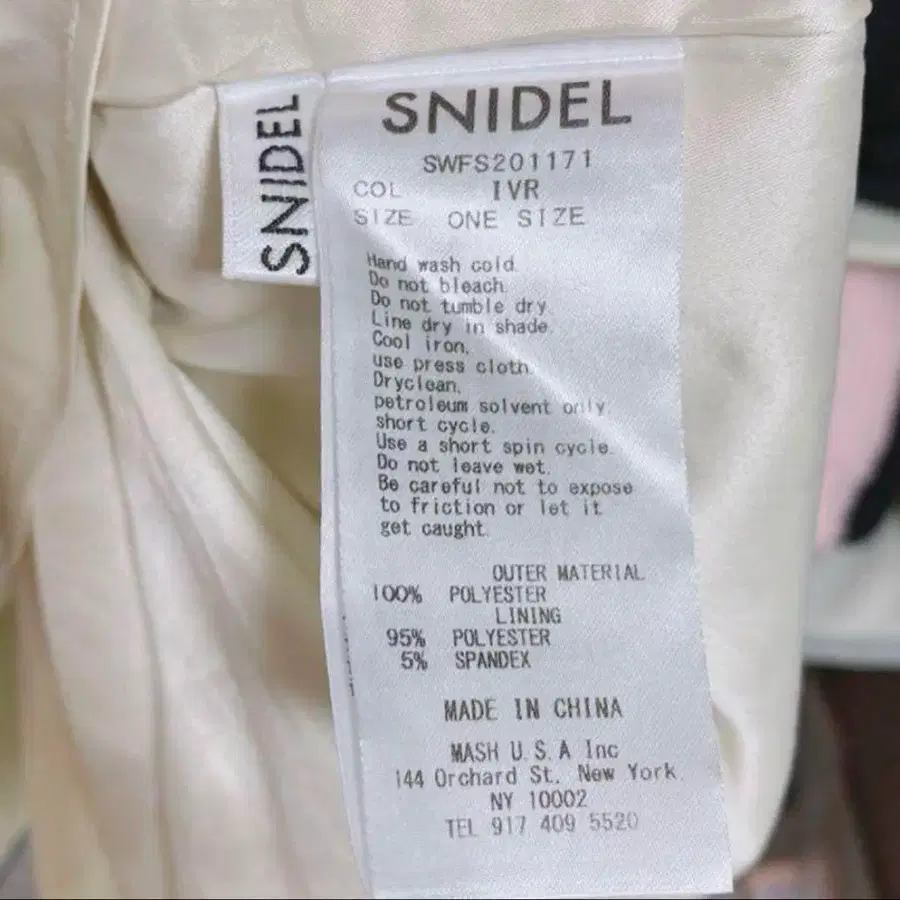 SNIDEL
SNIDEL
SWFS201171
COL IVR
SIZE ONE SIZE
Hand wash cold.
Do not bleach.
Do not tumble dry.
Line dry in shade.
Cool iron.
use press cloth.
Dryclean.
petroleum solvent only.
short cycle.
Use a short spin cycle.
Do not leave wet.
Be careful not to expose
to friction or let it
get caught.
OUTER MATERIAL
100% POLYESTER
LINING
95% POLYESTER
5% SPANDEX
MADE IN CHINA
MASH U.S.A Inc
144 Orchard St. New York.
NY 10002
TEL 917 409 5520